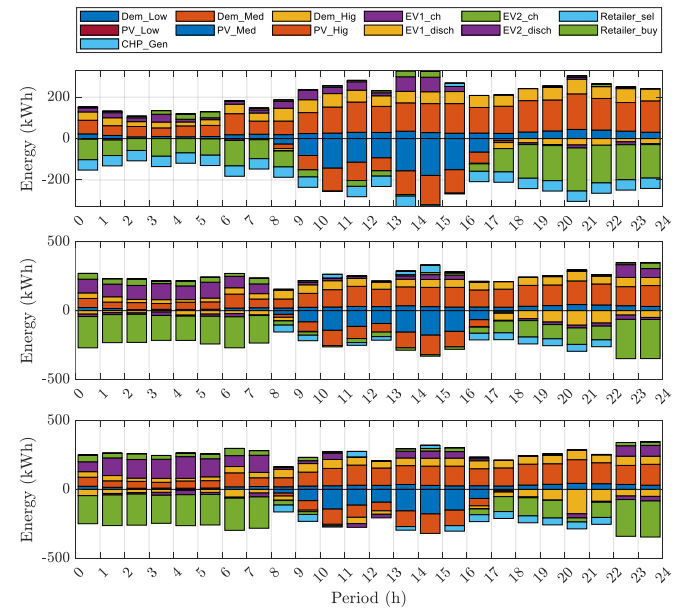 Dem_Low Dem_Med Dem_Hig EV1_ch EV2_ch Retailer_sel
PV_Low PV_Med PV_Hig EV1_disch EV2_disch Retailer_buy
CHP_Gen
Energy (kWh)
200
0
-200
0 1 2 3 4 5 6 7 8 9 10 11 12 13 14 15 16 17 18 19 20 21 22 23 24
Energy (kWh)
500
0
-500
0 1 2 3 4 5 6 7 8 9 10 11 12 13 14 15 16 17 18 19 20 21 22 23 24
Energy (kWh)
500
0
-500
0 1 2 3 4 5 6 7 8 9 10 11 12 13 14 15 16 17 18 19 20 21 22 23 24
Period (h)